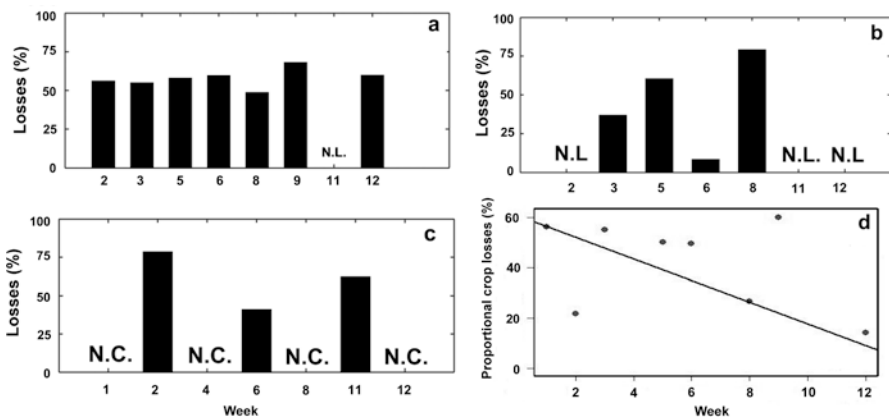 a
Losses (%)
100
75
50
25
0
N.L.
2 3 5 6 8 9 11 12
b
Losses (%)
100
75
50
25
0
N.L N.L. N.L
2 3 5 6 8 11 12
c
Losses (%)
100
75
50
25
0
N.C. N.C. N.C. N.C.
1 2 4 6 8 11 12
Week
d
Proportional crop losses (%)
60
40
20
0
2 4 6 8 10 12
Week